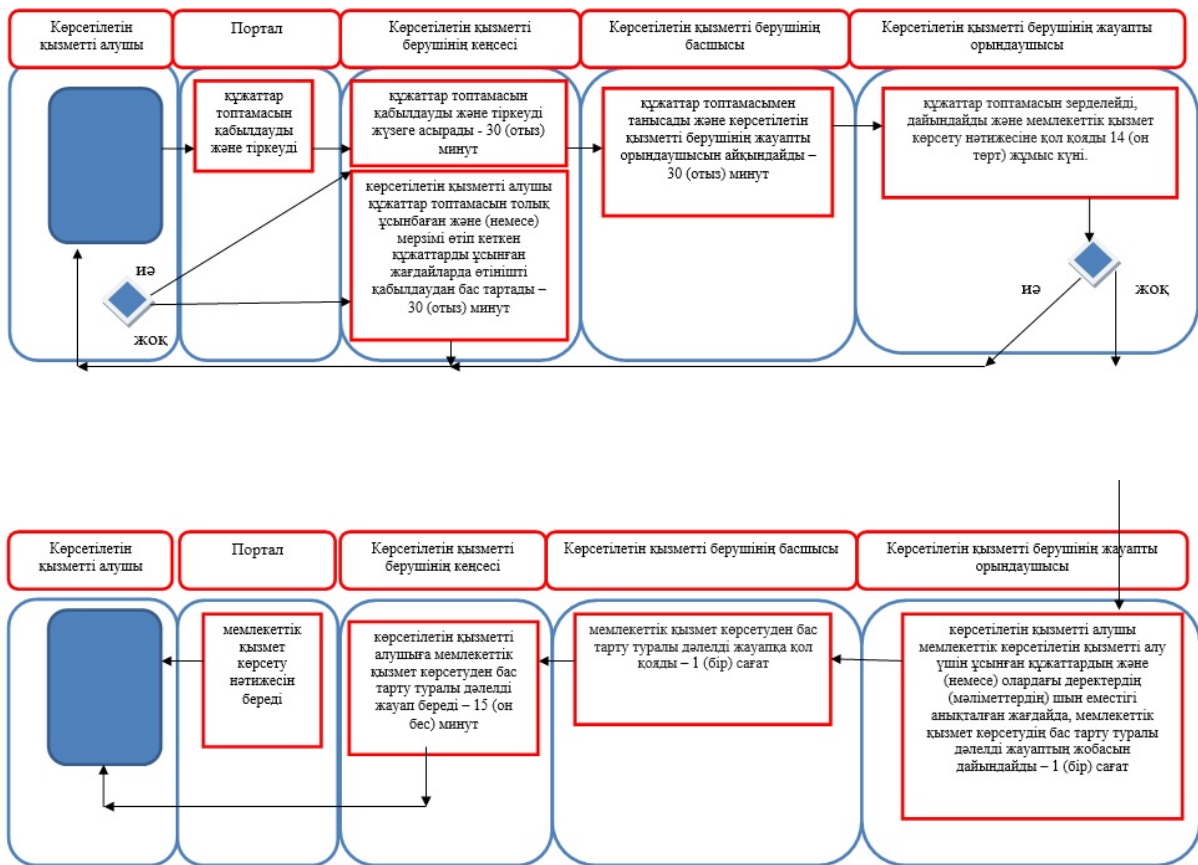 Көрсетілетін
қызметті алушы
Портал
Көрсетілетін қызметті
берушінің кеңсесі
Көрсетілетін қызметті берушінің
басшысы
Көрсетілетін қызметті берушінің жауапты
орындаушысы
құжаттар
топтамасын
қабылдауды
және тіркеуді
құжаттар топтамасын
қабылдауды және тіркеуді
жүзеге асырады - 30 (отыз)
минут
көрсетілетін қызметті алушы
құжаттар топтамасын толық
ұсынбаған және (немесе)
мерзімі өтіп кеткен
құжаттарды ұсынған
жағдайларда өтінішті
қабылдаудан бас тартады –
30 (отыз) минут
құжаттар топтамасымен
танысады және көрсетілетін
қызметті берушінің жауапты
орындаушысын айқындайды –
30 (отыз) минут
құжаттар топтамасын зерделейді,
дайындайды және мемлекеттік қызмет
көрсету нәтижесіне қол қояды 14 (он
төрт) жұмыс күні.
иә
жоқ
иә
жоқ
Көрсетілетін
қызметті алушы
Портал
Көрсетілетін қызметті
берушінің кеңсесі
Көрсетілетін қызметті берушінің басшысы
Көрсетілетін қызметті берушінің жауапты
орындаушысы
мемлекеттік
қызмет
көрсету
нәтижесін
береді
көрсетілетін қызметті
алушыға мемлекеттік
қызмет көрсетуден бас
тарту туралы дәлелді
жауап береді – 15 (он
бес) минут
мемлекеттік қызмет көрсетуден бас
тарту туралы дәлелді жауапқа қол
қояды – 1 (бір) сағат
көрсетілетін қызметті алушы
мемлекеттік көрсетілетін қызметті алу
үшін ұсынған құжаттардың және
(немесе) олардағы деректердің
(мәліметтердің) шын еместігі
анықталған жағдайда, мемлекеттік
қызмет көрсетудің бас тарту туралы
дәлелді жауаптың жобасын
дайындайды – 1 (бір) сағат